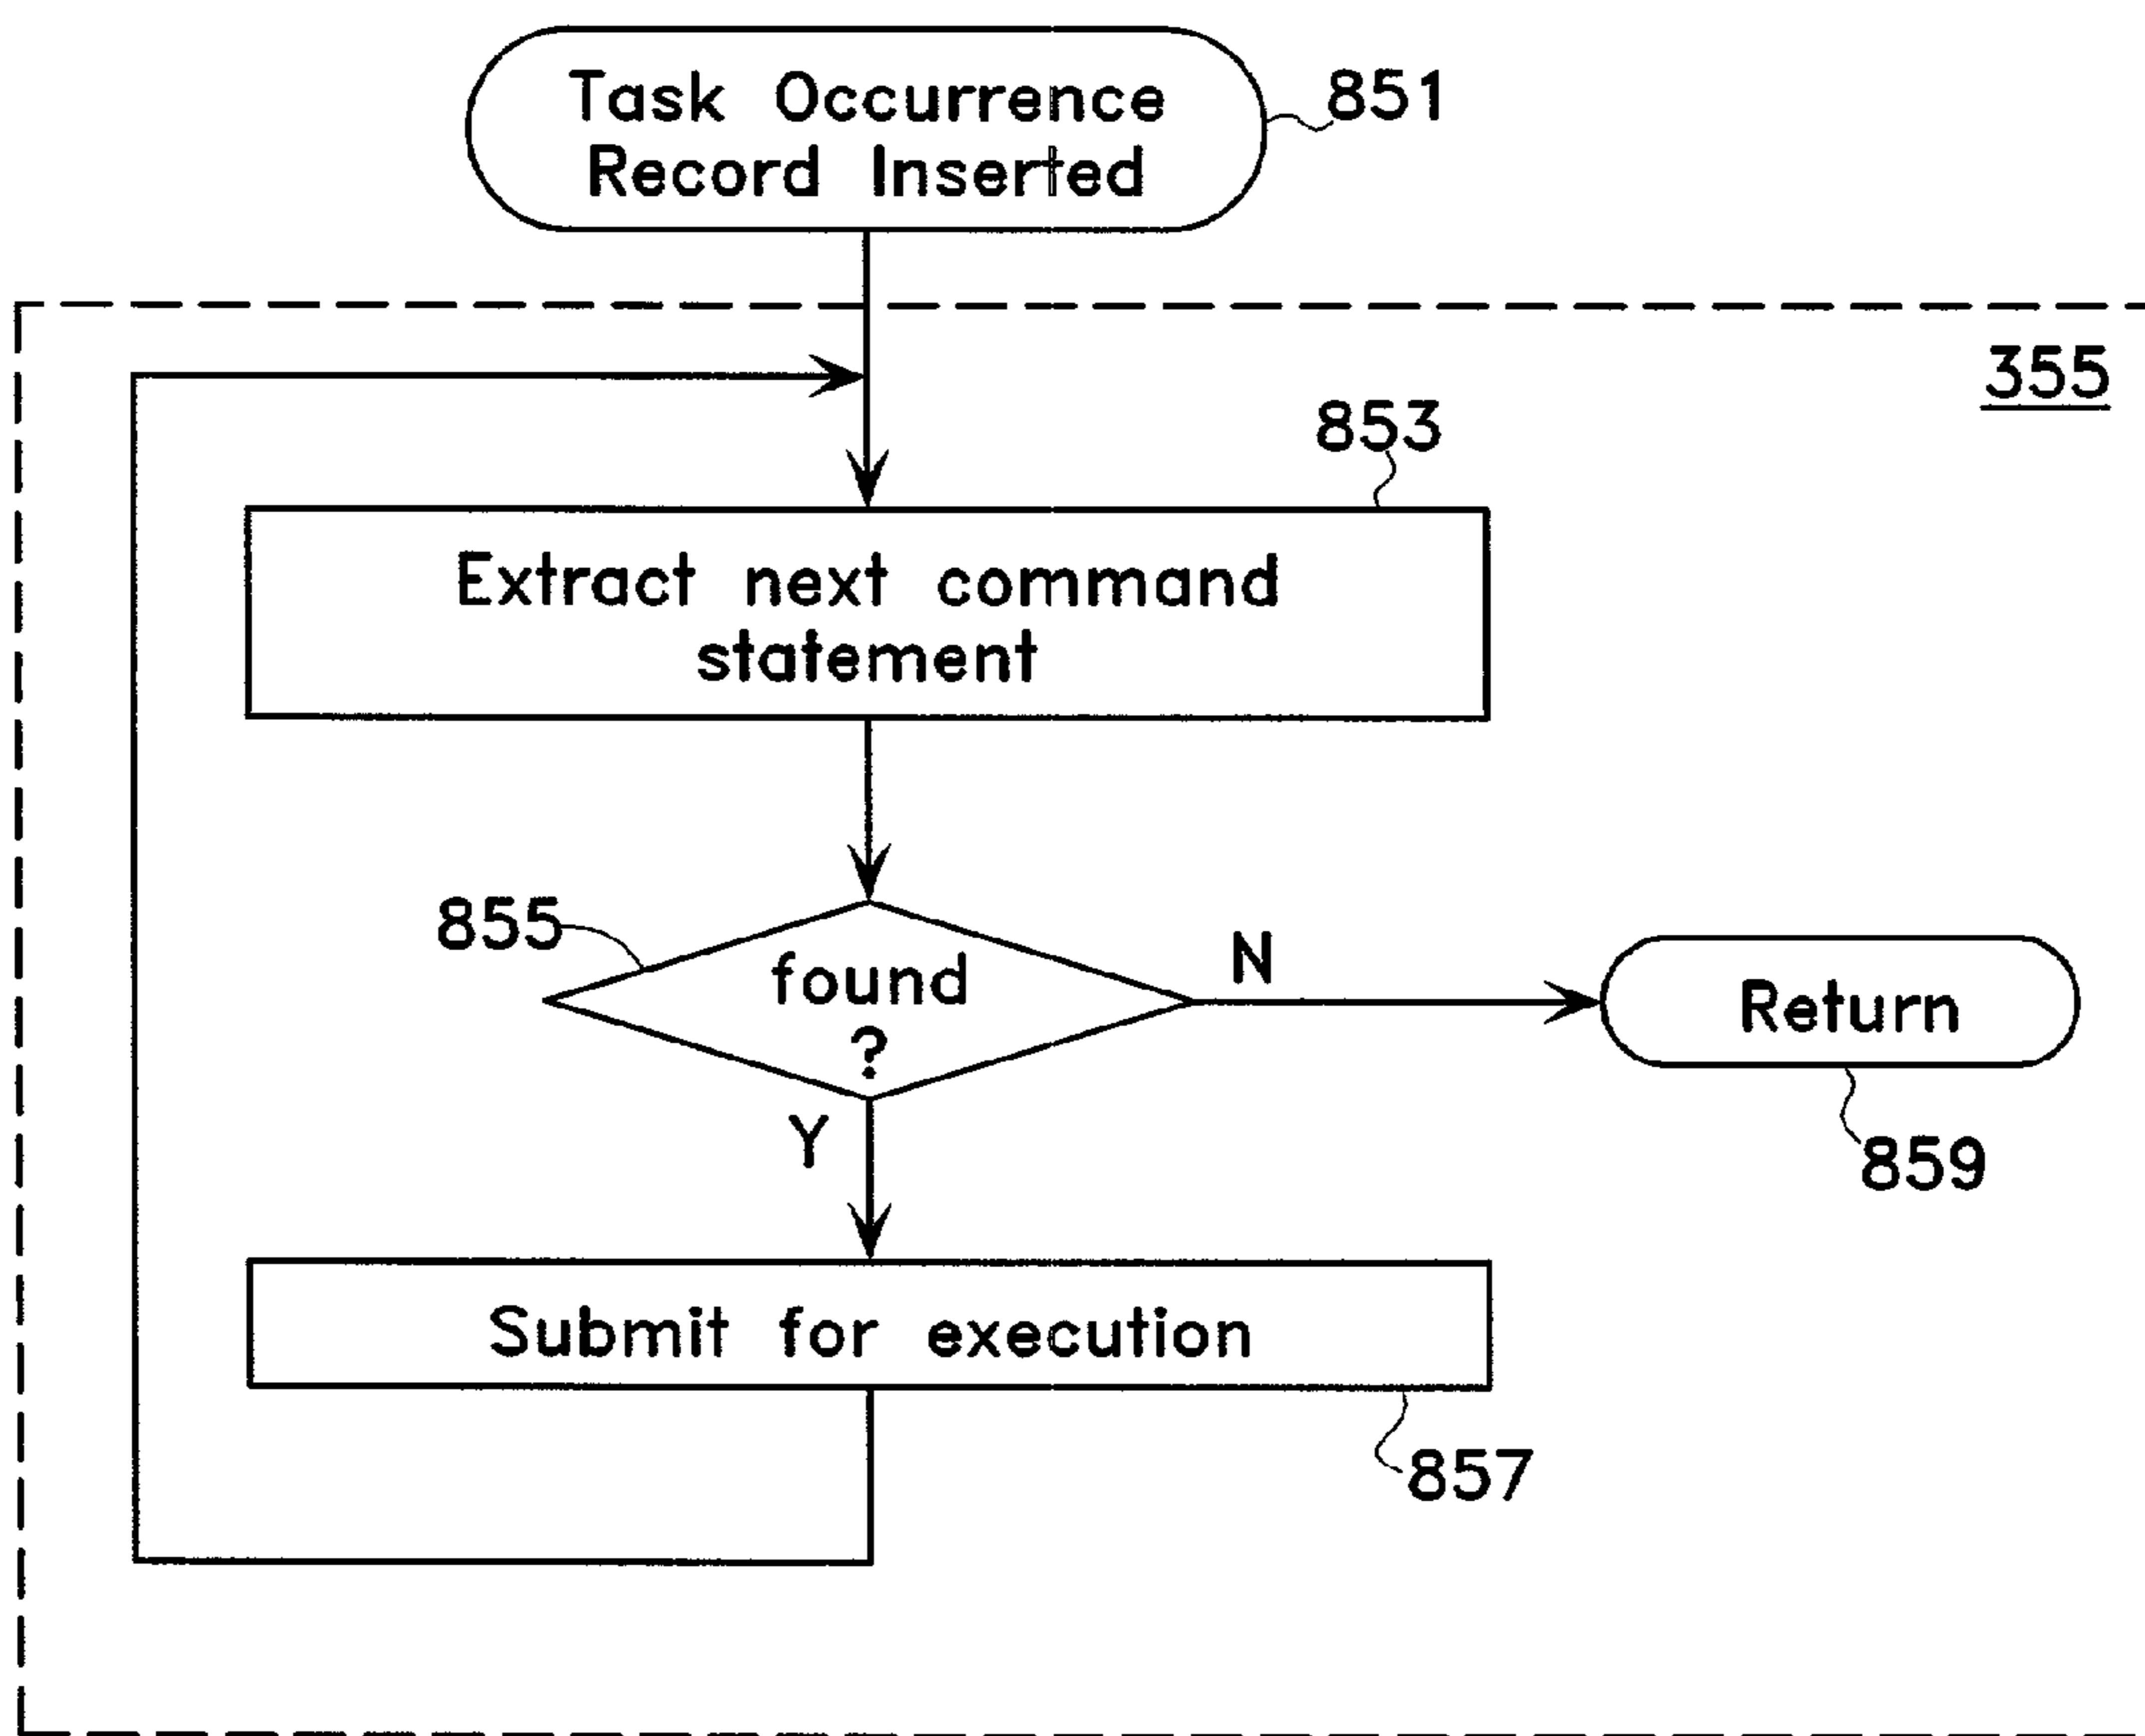 Task Occurrence
Record Inserted
851
355
853
Extract next command
statement
855
found
?
N
Return
Y
859
Submit for execution
857